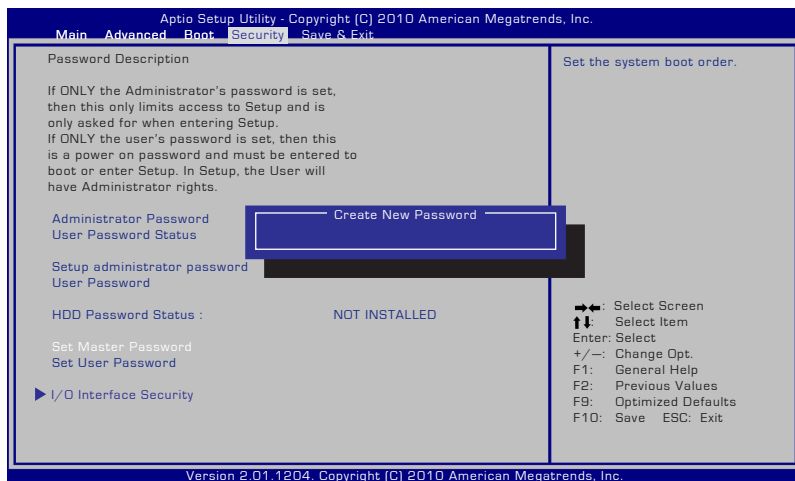 Aptio Setup Utility - Copyright (C) 2010 American Megatrends, Inc.
Main Advanced Boot Security Save & Exit
Password Description
If ONLY the Administrator's password is set,
then this only limits access to Setup and is
only asked for when entering Setup.
If ONLY the user's password is set, then this
is a power on password and must be entered to
boot or enter Setup. In Setup, the User will
have Administrator rights.
Administrator Password
User Password Status
Create New Password
Setup administrator password
User Password
HDD Password Status : NOT INSTALLED
Set Master Password
Set User Password
I/O Interface Security
Set the system boot order.
→←: Select Screen
↑↓: Select Item
Enter: Select
+/—: Change Opt.
F1: General Help
F2: Previous Values
F9: Optimized Defaults
F10: Save ESC: Exit
Version 2.01.1204. Copyright (C) 2010 American Megatrends, Inc.